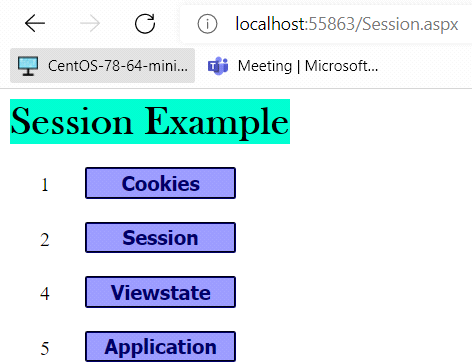 localhost:55863/Session.aspx
CentOS-78-64-mini... Meeting | Microsoft...
Session Example
1 Cookies
2 Session
4 Viewstate
5 Application